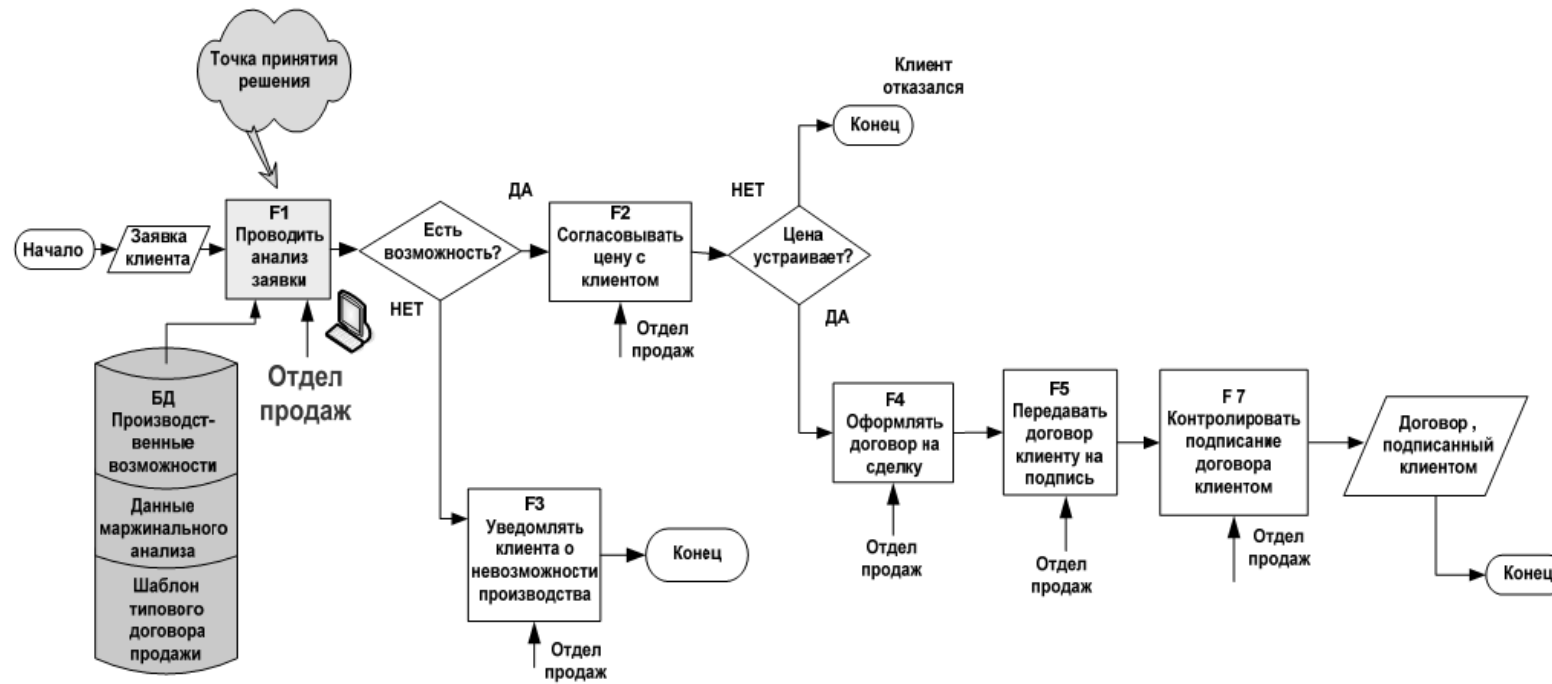 Точка принятия
решения
Клиент
отказался
Конец
Начало
Заявка
клиента
F1
Проводить
анализ
заявки
Есть
возможность?
ДА
НЕТ
F2
Согласовывать
цену с
клиентом
НЕТ
Цена
устраивает?
ДА
Отдел
продаж
Отдел
продаж
БД
Производст-
венные
возможности
Данные
маржинального
анализа
Шаблон
типового
договора
продажи
F3
Уведомлять
клиента о
невозможности
производства
Отдел
продаж
Конец
F4
Оформлять
договор на
сделку
Отдел
продаж
F5
Передавать
договор
клиенту на
подпись
Отдел
продаж
F 7
Контролировать
подписание
договора
клиентом
Отдел
продаж
Договор ,
подписанный
клиентом
Конец